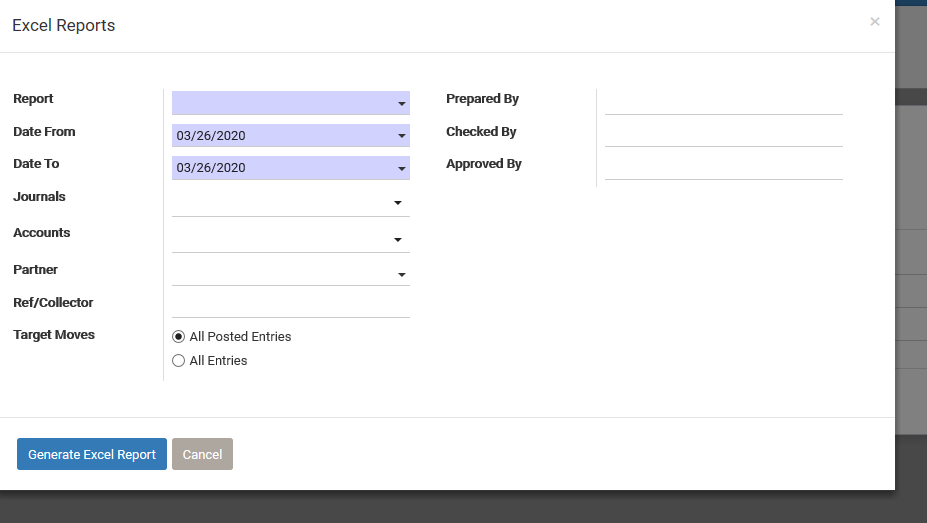 Excel Reports
×
Report
Date From 03/26/2020
Date To 03/26/2020
Journals
Accounts
Partner
Ref/Collector
Target Moves
All Posted Entries
All Entries
Prepared By
Checked By
Approved By
Generate Excel Report
Cancel